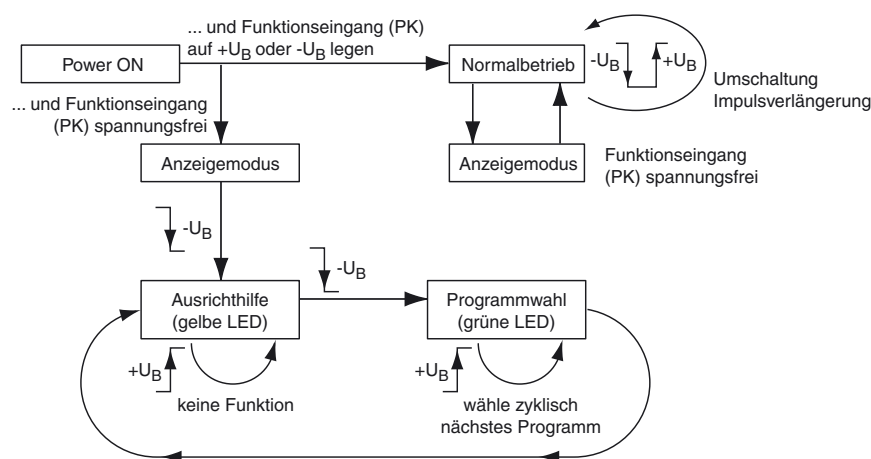 ... und Funktionseingang (PK)
auf +UB oder -UB legen
Power ON
Normalbetrieb
-UB
+UB
Umschaltung
Impulsverlängerung
... und Funktionseingang
(PK) spannungsfrei
Anzeigemodus
Anzeigemodus
Funktionseingang
(PK) spannungsfrei
-UB
-UB
Ausrichthilfe
(gelbe LED)
Programmwahl
(grüne LED)
+UB
+UB
keine Funktion
wähle zyklisch
nächstes Programm